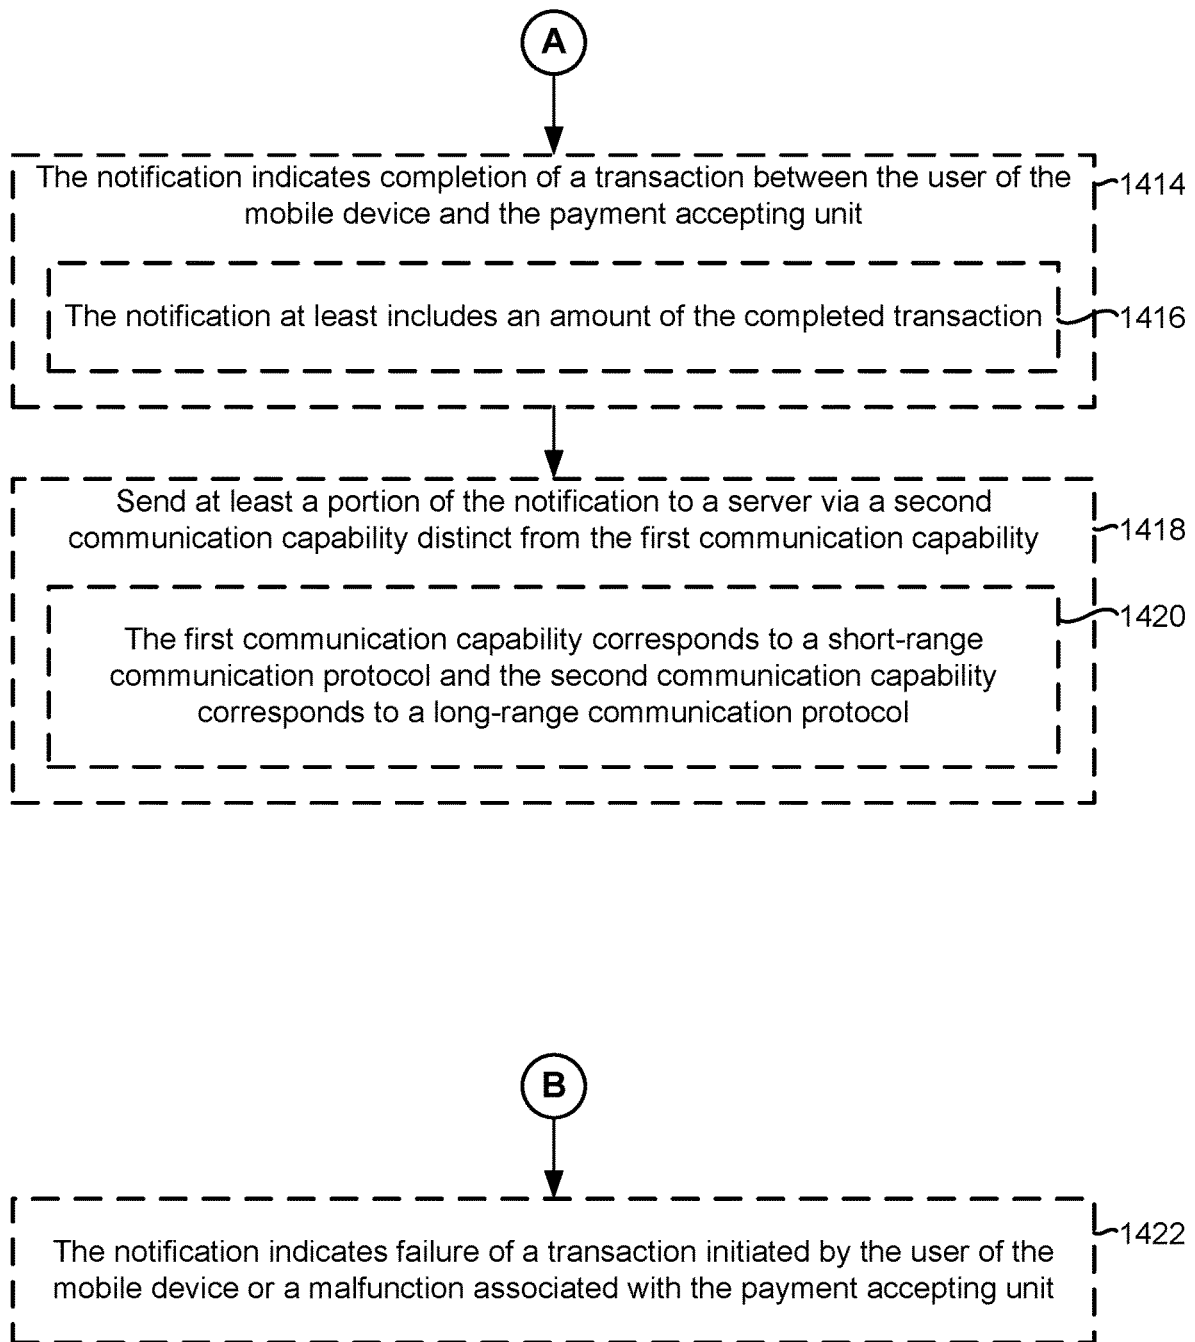 A
The notification indicates completion of a transaction between the user of the
mobile device and the payment accepting unit
1414
The notification at least includes an amount of the completed transaction
1416
Send at least a portion of the notification to a server via a second
communication capability distinct from the first communication capability
1418
The first communication capability corresponds to a short-range
communication protocol and the second communication capability
corresponds to a long-range communication protocol
1420
B
The notification indicates failure of a transaction initiated by the user of the
mobile device or a malfunction associated with the payment accepting unit
1422